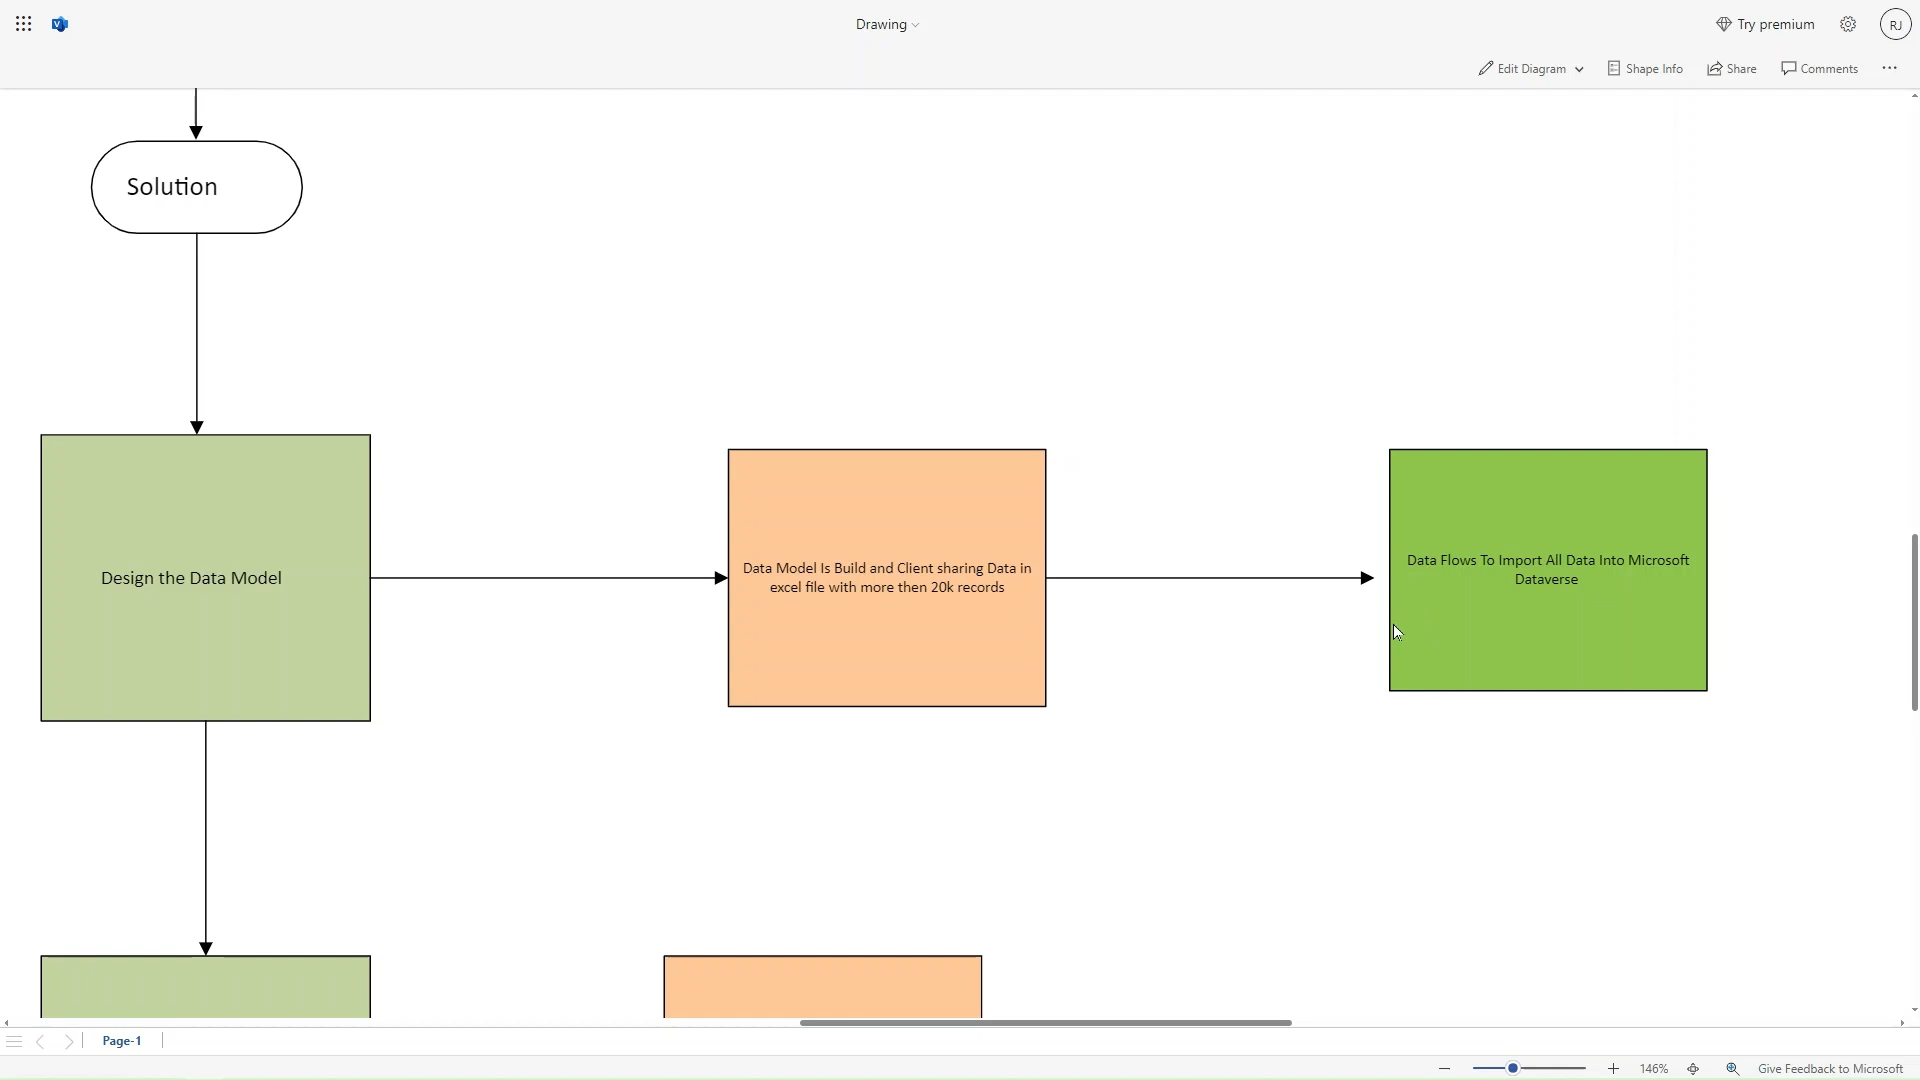 Drawing
Try premium
RJ
Edit Diagram
Shape Info
Share
Comments
Solution
Design the Data Model
Data Model Is Build and Client sharing Data in
excel file with more then 20k records
Data Flows To Import All Data Into Microsoft
Dataverse
Page-1
146%
Give Feedback to Microsoft